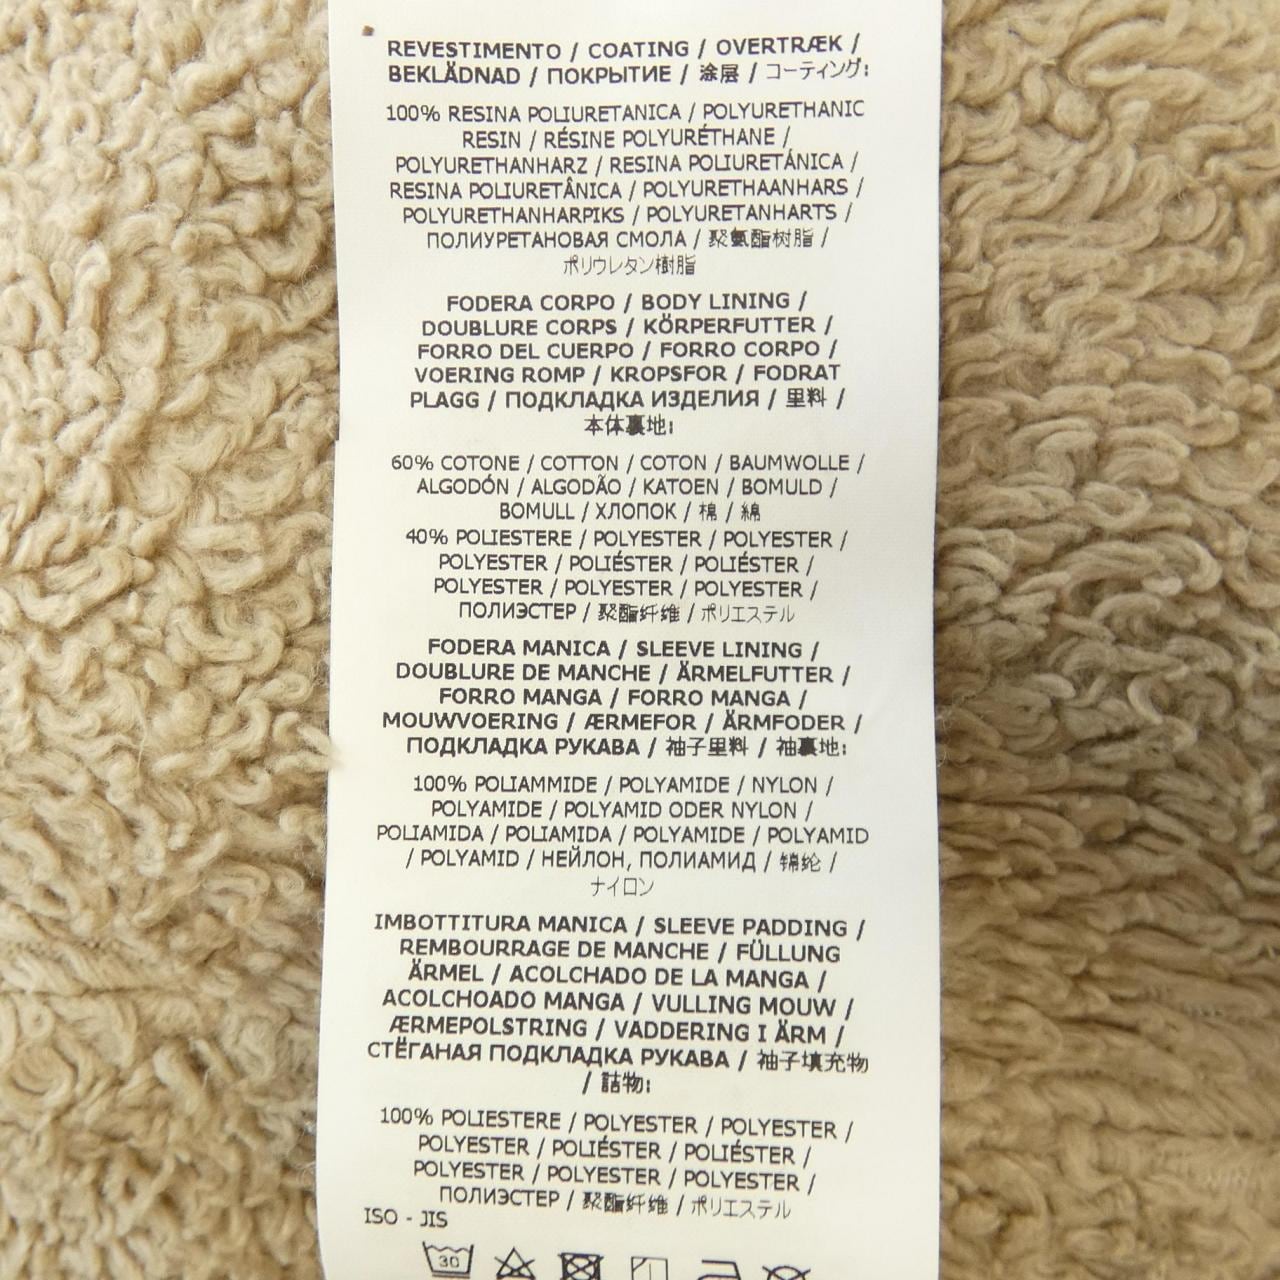 REVESTIMENTO / COATING / OVERTRÆK /
BEKLÄDNAD / ПОКРЫТИЕ / 涂层 / コーティング:
100% RESINA POLIURETANICA / POLYURETHANIC
RESIN / RÉSINE POLYURÉTHANE /
POLYURETHANHARZ / RESINA POLIURETÁNICA /
RESINA POLIURETÂNICA / POLYURETHAANHARS /
POLYURETHANHARPIKS / POLYURETANHARTS /
ПОЛИУРЕТАНОВАЯ СМОЛА / 聚氨酯树脂 /
ポリウレタン樹脂
FODERA CORPO / BODY LINING /
DOUBLURE CORPS / KÖRPERFUTTER /
FORRO DEL CUERPO / FORRO CORPO /
VOERING ROMP / KROPSFOR / FODRAT
PLAGG / ПОДКЛАДКА ИЗДЕЛИЯ / 里料 /
本体裏地:
60% COTONE / COTTON / COTON / BAUMWOLLE /
ALGODÓN / ALGODÃO / KATOEN / BOMULD /
BOMULL / ХЛОПОК / 棉 / 綿
40% POLIESTERE / POLYESTER / POLYESTER /
POLYESTER / POLIÉSTER / POLIÉSTER /
POLYESTER / POLYESTER / POLYESTER /
ПОЛИЭСТЕР / 聚酯纤维 / ポリエステル
FODERA MANICA / SLEEVE LINING /
DOUBLURE DE MANCHE / ÄRMELFUTTER /
FORRO MANGA / FORRO MANGA /
MOUWVOERING / ÆRMEFOR / ÄRMFODER /
ПОДКЛАДКА РУКАВА / 袖子里料 / 袖裏地:
100% POLIAMMIDE / POLYAMIDE / NYLON /
POLYAMIDE / POLYAMID ODER NYLON /
POLIAMIDA / POLIAMIDA / POLYAMIDE / POLYAMID
/ POLYAMID / НЕЙЛОН, ПОЛИАМИД / 锦纶 /
ナイロン
IMBOTTITURA MANICA / SLEEVE PADDING /
REMBOURRAGE DE MANCHE / FÜLLUNG
ÄRMEL / ACOLCHADO DE LA MANGA /
ACOLCHOADO MANGA / VULLING MOUW /
ÆRMEPOLSTRING / VADDERING I ÄRM /
СТЁГАНАЯ ПОДКЛАДКА РУКАВА / 袖子填充物
/ 詰物:
100% POLIESTERE / POLYESTER / POLYESTER /
POLYESTER / POLIÉSTER / POLIÉSTER /
POLYESTER / POLYESTER / POLYESTER /
ПОЛИЭСТЕР / 聚酯纤维 / ポリエステル
ISO - JIS
30